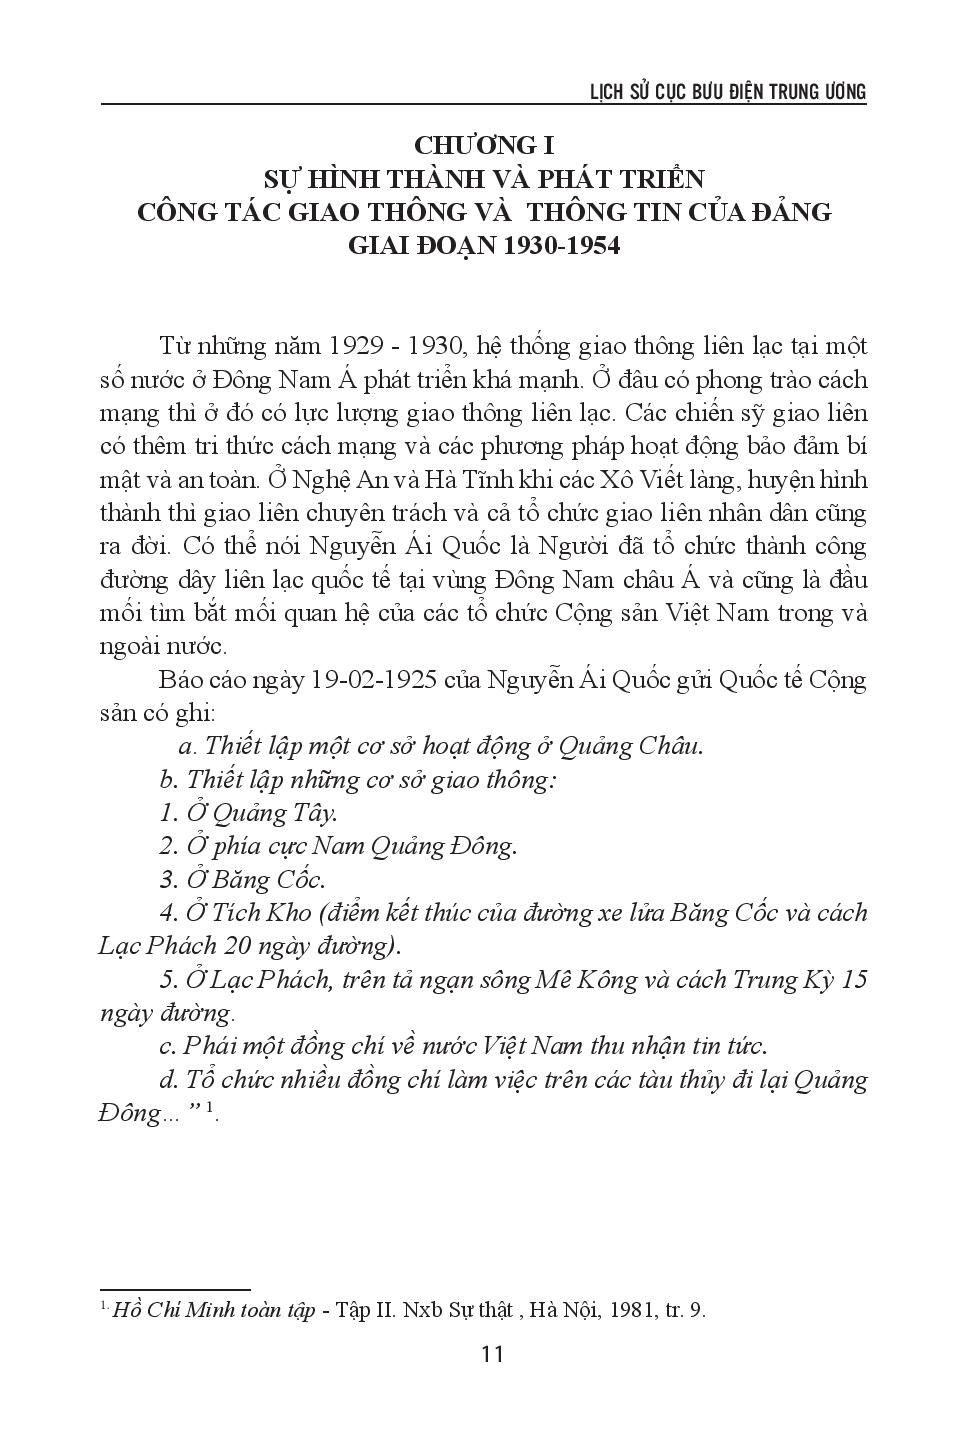 LỊCH SỬ CỤC BƯU ĐIỆN TRUNG ƯƠNG
CHƯƠNG I
SỰ HÌNH THÀNH VÀ PHÁT TRIỂN
CÔNG TÁC GIAO THÔNG VÀ THÔNG TIN CỦA ĐẢNG
GIAI ĐOẠN 1930-1954
Từ những năm 1929 - 1930, hệ thống giao thông liên lạc tại một
số nước ở Đông Nam Á phát triển khá mạnh. Ở đâu có phong trào cách
mạng thì ở đó có lực lượng giao thông liên lạc. Các chiến sỹ giao liên
có thêm tri thức cách mạng và các phương pháp hoạt động bảo đảm bí
mật và an toàn. Ở Nghệ An và Hà Tĩnh khi các Xô Viết làng, huyện hình
thành thì giao liên chuyên trách và cả tổ chức giao liên nhân dân cũng
ra đời. Có thể nói Nguyễn Ái Quốc là Người đã tổ chức thành công
đường dây liên lạc quốc tế tại vùng Đông Nam châu Á và cũng là đầu
mối tìm bắt mối quan hệ của các tổ chức Cộng sản Việt Nam trong và
ngoài nước.
Báo cáo ngày 19-02-1925 của Nguyễn Ái Quốc gửi Quốc tế Cộng
sản có ghi:
a. Thiết lập một cơ sở hoạt động ở Quảng Châu.
b. Thiết lập những cơ sở giao thông:
1. Ở Quảng Tây.
2. Ở phía cực Nam Quảng Đông.
3. Ở Băng Cốc.
4. Ở Tích Kho (điểm kết thúc của đường xe lửa Băng Cốc và cách
Lạc Phách 20 ngày đường).
5. Ở Lạc Phách, trên tả ngạn sông Mê Kông và cách Trung Kỳ 15
ngày đường.
c. Phái một đồng chí về nước Việt Nam thu nhận tin tức.
d. Tổ chức nhiều đồng chí làm việc trên các tàu thủy đi lại Quảng
Đông... ” 1.
1. Hồ Chí Minh toàn tập - Tập II. Nxb Sự thật , Hà Nội, 1981, tr. 9.
11